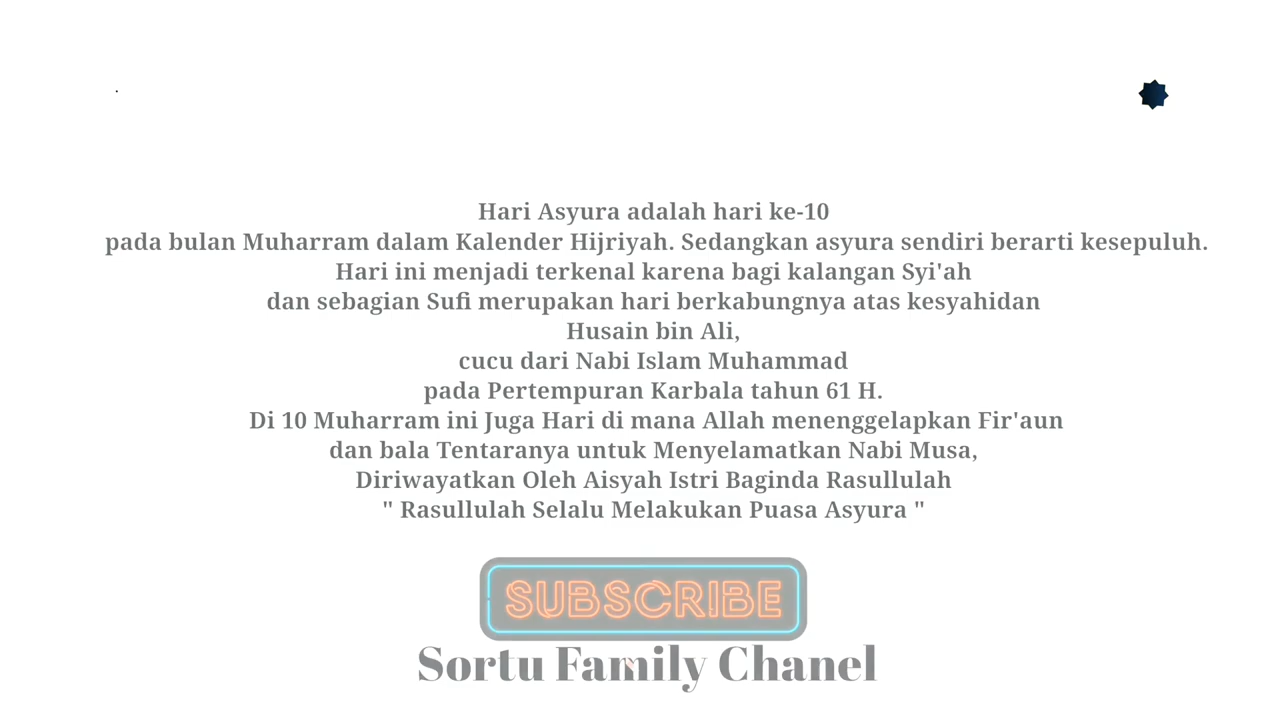 Hari Asyura adalah hari ke-10
pada bulan Muharram dalam Kalender Hijriyah. Sedangkan asyura sendiri berarti kesepuluh.
Hari ini menjadi terkenal karena bagi kalangan Syi'ah
dan sebagian Sufi merupakan hari berkabungnya atas kesyahidan
Husain bin Ali,
cucu dari Nabi Islam Muhammad
pada Pertempuran Karbala tahun 61 H.
Di 10 Muharram ini Juga Hari di mana Allah menenggelapkan Fir'aun
dan bala Tentaranya untuk Menyelamatkan Nabi Musa,
Diriwayatkan Oleh Aisyah Istri Baginda Rasullulah
" Rasullulah Selalu Melakukan Puasa Asyura "
SUBSCRIBE
Sortu Family Chanel